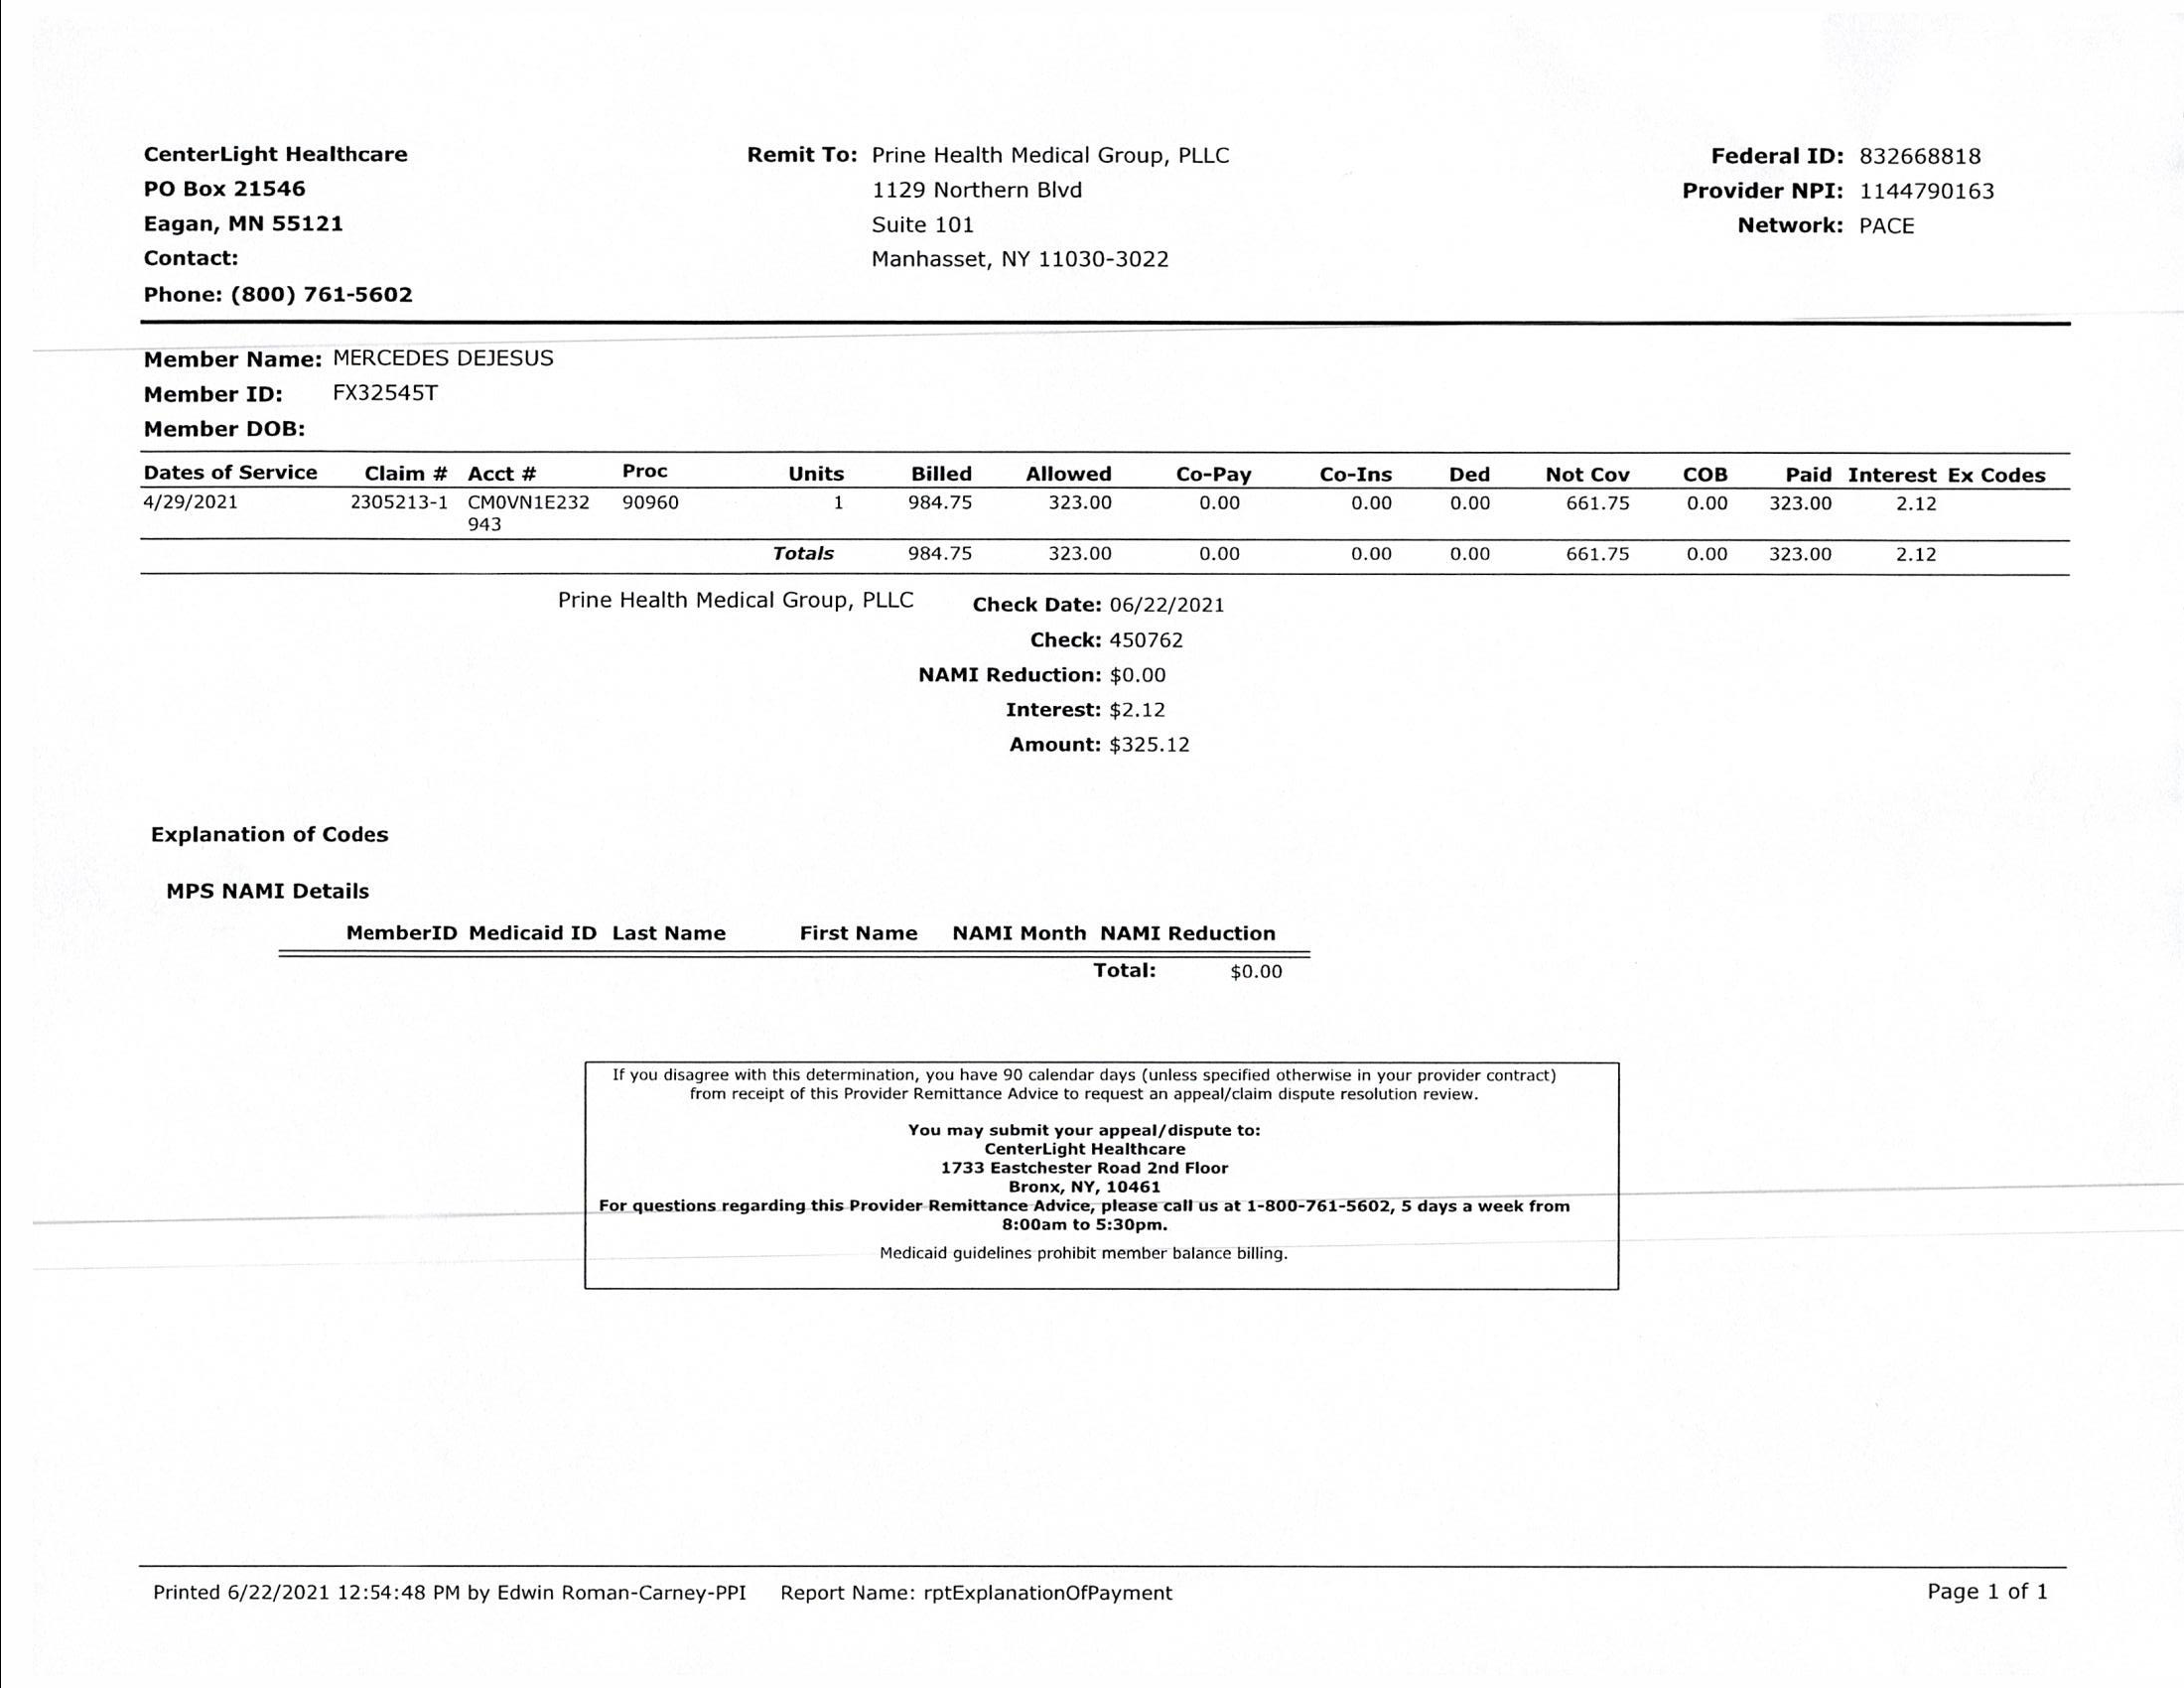 CenterLight Healthcare
PO Box 21546
Eagan, MN 55121
Contact:
Phone: (800) 761-5602
Remit To: Prine Health Medical Group, PLLC
1129 Northern Blvd
Suite 101
Manhasset, NY 11030-3022
Federal ID: 832668818
Provider NPI: 1144790163
Network: PACE
Member Name: MERCEDES DEJESUS
Member ID: FX32545T
Member DOB:
Dates of Service Claim # Acct # Proc Units Billed Allowed Co-Pay Co-Ins Ded Not Cov COB Paid Interest Ex Codes
4/29/2021 2305213-1 CM0VN1E232 90960 1 984.75 323.00 0.00 0.00 0.00 661.75 0.00 323.00 2.12
943
Totals 984.75 323.00 0.00 0.00 0.00 661.75 0.00 323.00 2.12
Prine Health Medical Group, PLLC Check Date: 06/22/2021
Check: 450762
NAMI Reduction: $0.00
Interest: $2.12
Amount: $325.12
Explanation of Codes
MPS NAMI Details
MemberID Medicaid ID Last Name First Name NAMI Month NAMI Reduction
Total: $0.00
If you disagree with this determination, you have 90 calendar days (unless specified otherwise in your provider contract)
from receipt of this Provider Remittance Advice to request an appeal/claim dispute resolution review.
You may submit your appeal/dispute to:
CenterLight Healthcare
1733 Eastchester Road 2nd Floor
Bronx, NY, 10461
For questions regarding this Provider Remittance Advice, please call us at 1-800-761-5602, 5 days a week from
8:00am to 5:30pm.
Medicaid guidelines prohibit member balance billing.
Printed 6/22/2021 12:54:48 PM by Edwin Roman-Carney-PPI Report Name: rptExplanationOfPayment Page 1 of 1